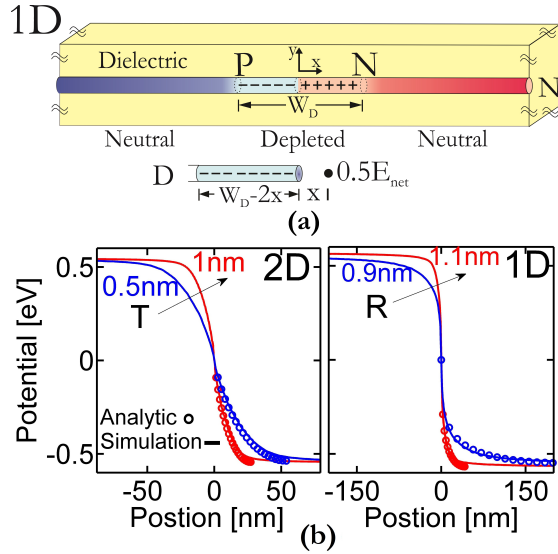 1D
Dielectric P y x N N
− − − − − − + + + + +
W_D
Neutral Depleted Neutral
D − − − − − − •0.5E_net
W_D-2x x
(a)
Potential [eV]
0.5
0
-0.5
1nm 2D
0.5nm
T
Analytic o
Simulation −
-50 0 50
Postion [nm]
1.1nm 1D
0.9nm
R
-150 0 150
Postion [nm]
(b)